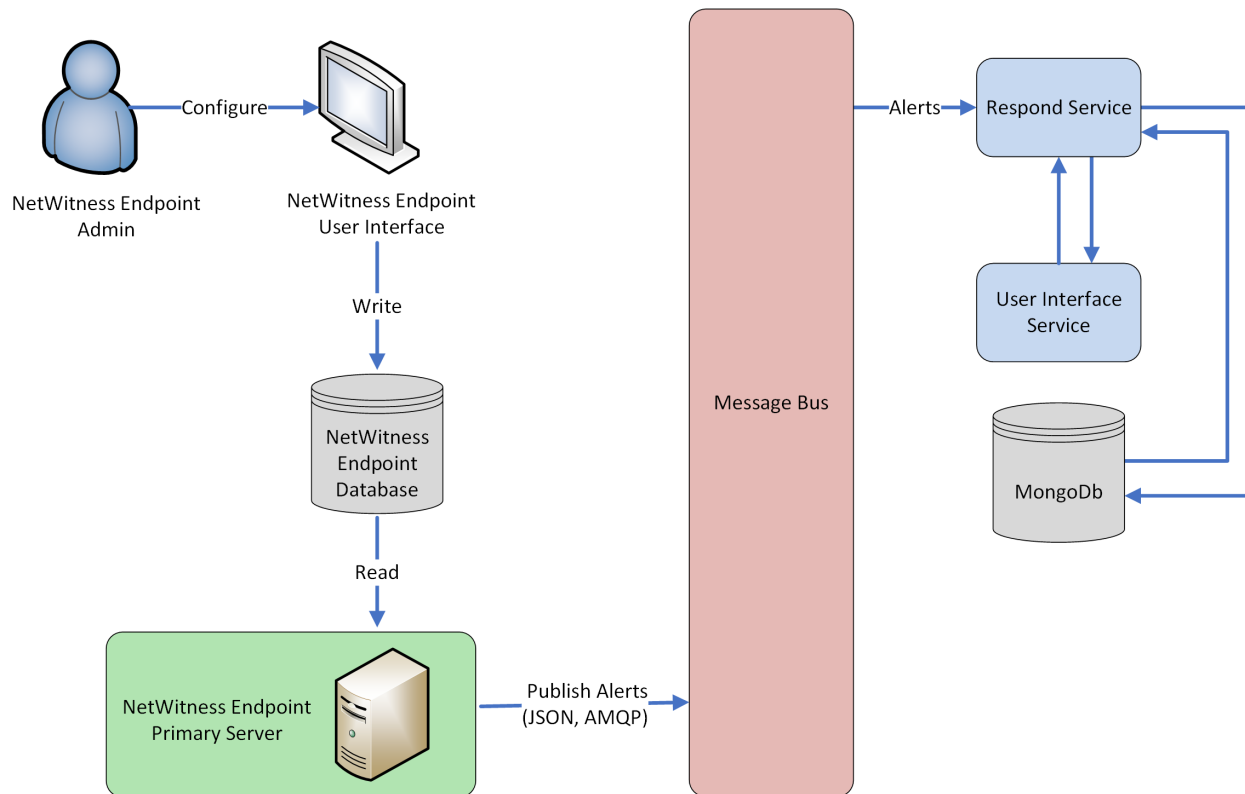 Configure
NetWitness Endpoint
Admin
NetWitness Endpoint
User Interface
Write
NetWitness
Endpoint
Database
Read
NetWitness Endpoint
Primary Server
Publish Alerts
(JSON, AMQP)
Message Bus
Alerts
Respond Service
User Interface
Service
MongoDb